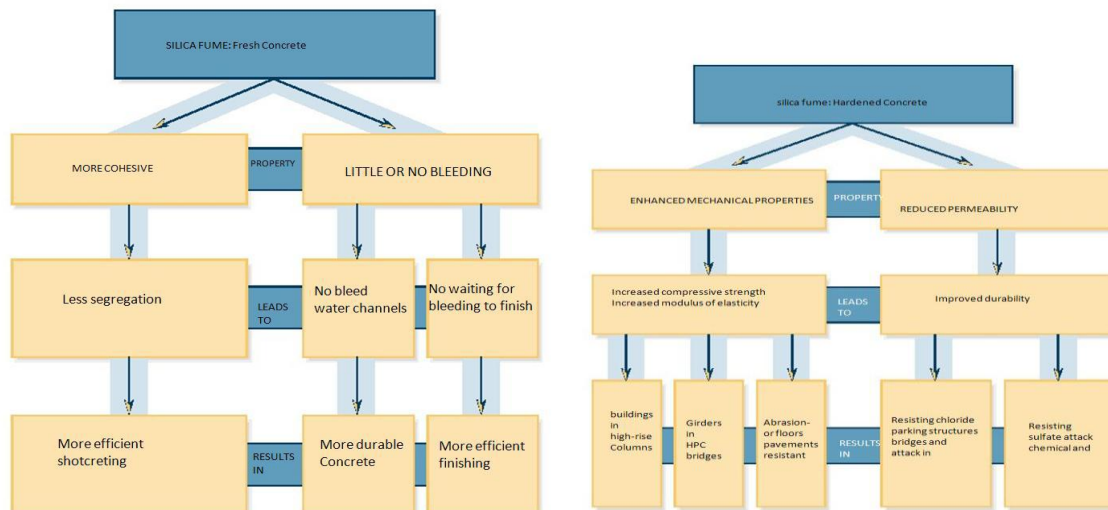 SILICA FUME: Fresh Concrete
MORE COHESIVE
PROPERTY
LITTLE OR NO BLEEDING
Less segregation
LEADS
TO
No bleed
water channels
No waiting for
bleeding to finish
More efficient
shotcreting
RESULTS
IN
More durable
Concrete
More efficient
finishing
silica fume: Hardened Concrete
ENHANCED MECHANICAL PROPERTIES
PROPERTY
REDUCED PERMEABILITY
Increased compressive strength
Increased modulus of elasticity
LEADS
TO
Improved durability
buildings
in
high-rise
Columns
Girders
in
HPC
bridges
Abrasion-
or floors
pavements
resistant
RESULTS
IN
Resisting chloride
parking structures
bridges and
attack in
Resisting
sulfate attack
chemical and